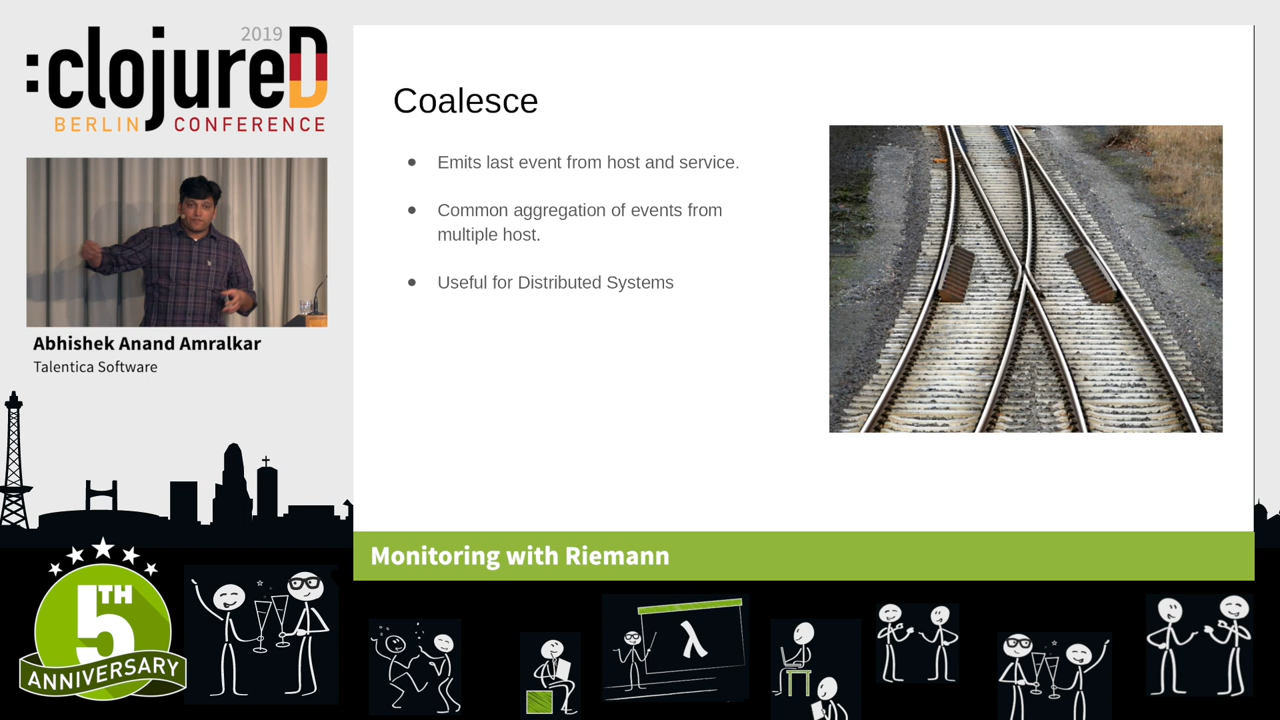 2019
:clojureD
BERLIN CONFERENCE
Abhishek Anand Amralkar
Talentica Software
Coalesce
● Emits last event from host and service.
● Common aggregation of events from
multiple host.
● Useful for Distributed Systems
Monitoring with Riemann
5TH
ANNIVERSARY
λ